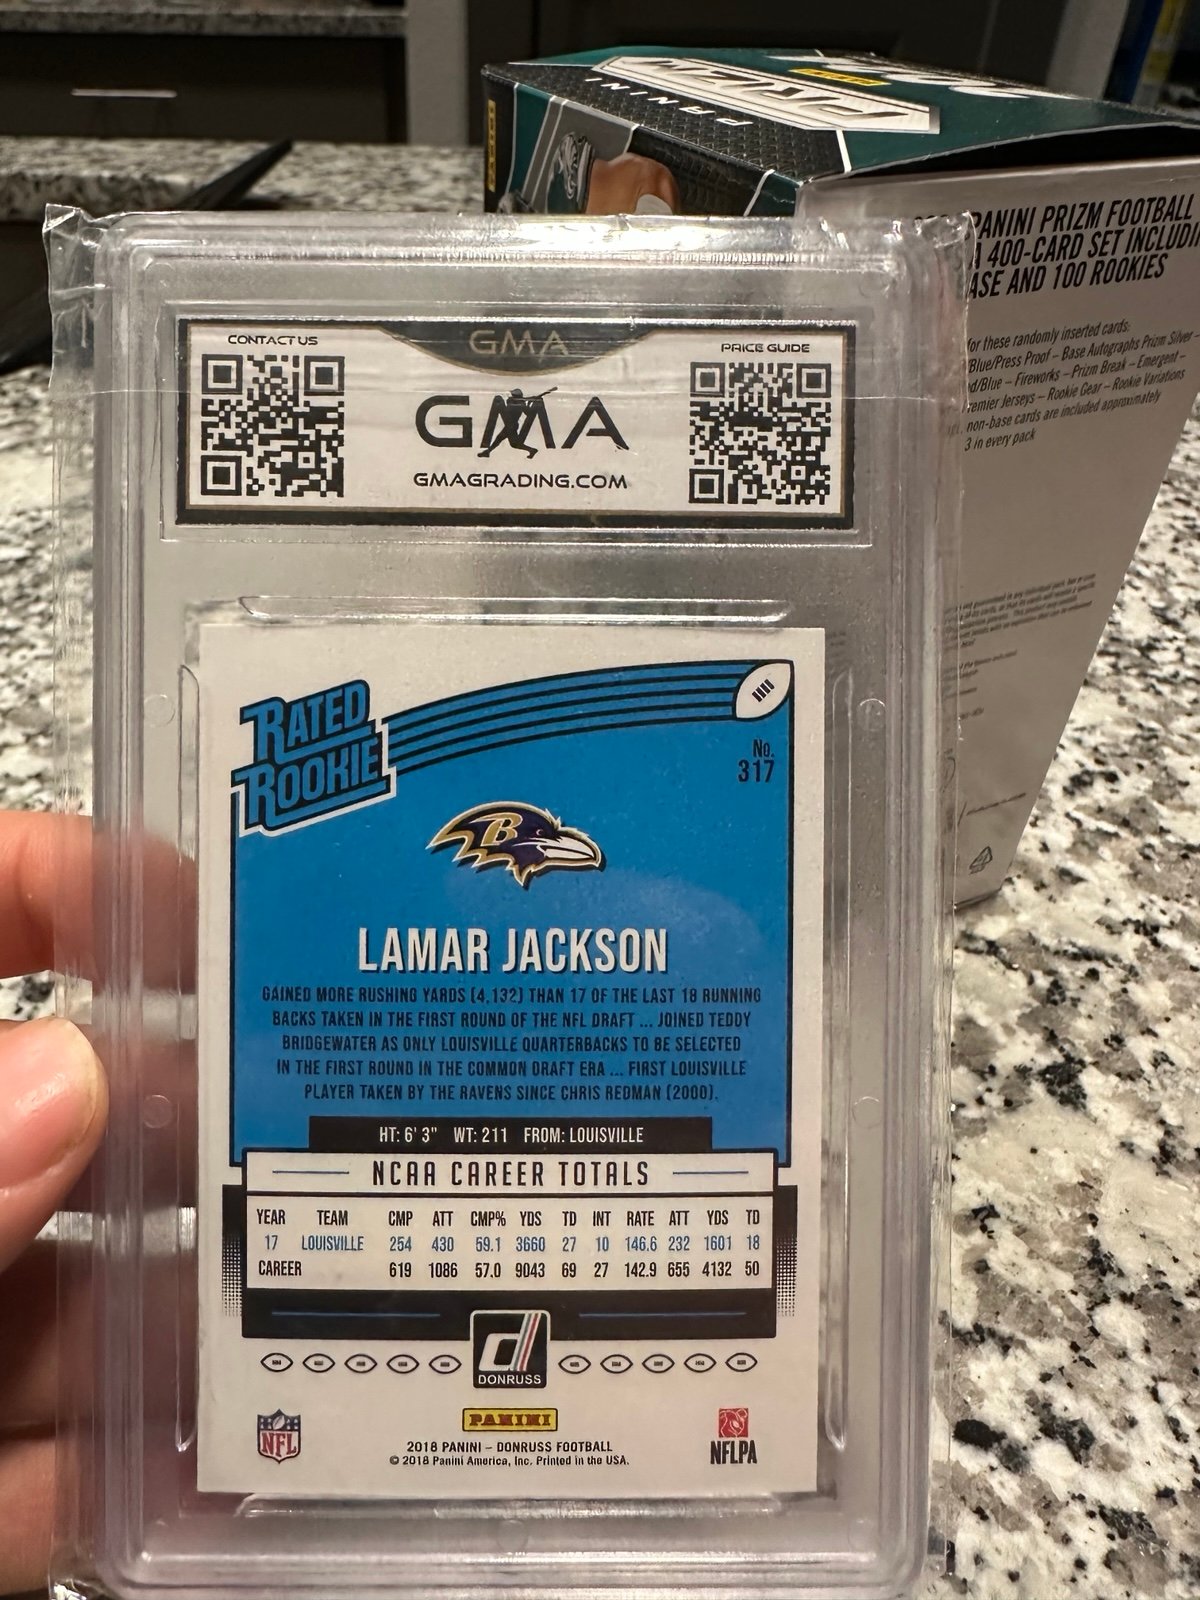 PANINI
PRIZM
PANINI
PANINI PRIZM FOOTBALL
A 400-CARD SET INCLUDI
ASE AND 100 ROOKIES
for these randomly inserted cards:
/Blue/Press Proof – Base Autographs Prizm Silver –
/Blue – Fireworks – Prizm Break – Emergent –
remier Jerseys – Rookie Gear – Rookie Variations
non-base cards are included approximately
3 in every pack
CONTACT US
GMA
PRICE GUIDE
GMA
GMAGRADING.COM
RATED
ROOKIE
No.
317
B
LAMAR JACKSON
GAINED MORE RUSHING YARDS (4,132) THAN 17 OF THE LAST 18 RUNNING
BACKS TAKEN IN THE FIRST ROUND OF THE NFL DRAFT ... JOINED TEDDY
BRIDGEWATER AS ONLY LOUISVILLE QUARTERBACKS TO BE SELECTED
IN THE FIRST ROUND IN THE COMMON DRAFT ERA ... FIRST LOUISVILLE
PLAYER TAKEN BY THE RAVENS SINCE CHRIS REDMAN (2000).
HT: 6' 3" WT: 211 FROM: LOUISVILLE
NCAA CAREER TOTALS
YEAR TEAM CMP ATT CMP% YDS TD INT RATE ATT YDS TD
17 LOUISVILLE 254 430 59.1 3660 27 10 146.6 232 1601 18
CAREER 619 1086 57.0 9043 69 27 142.9 655 4132 50
d
DONRUSS
PANINI
NFL
2018 PANINI – DONRUSS FOOTBALL
© 2018 Panini America, Inc. Printed in the USA.
NFLPA